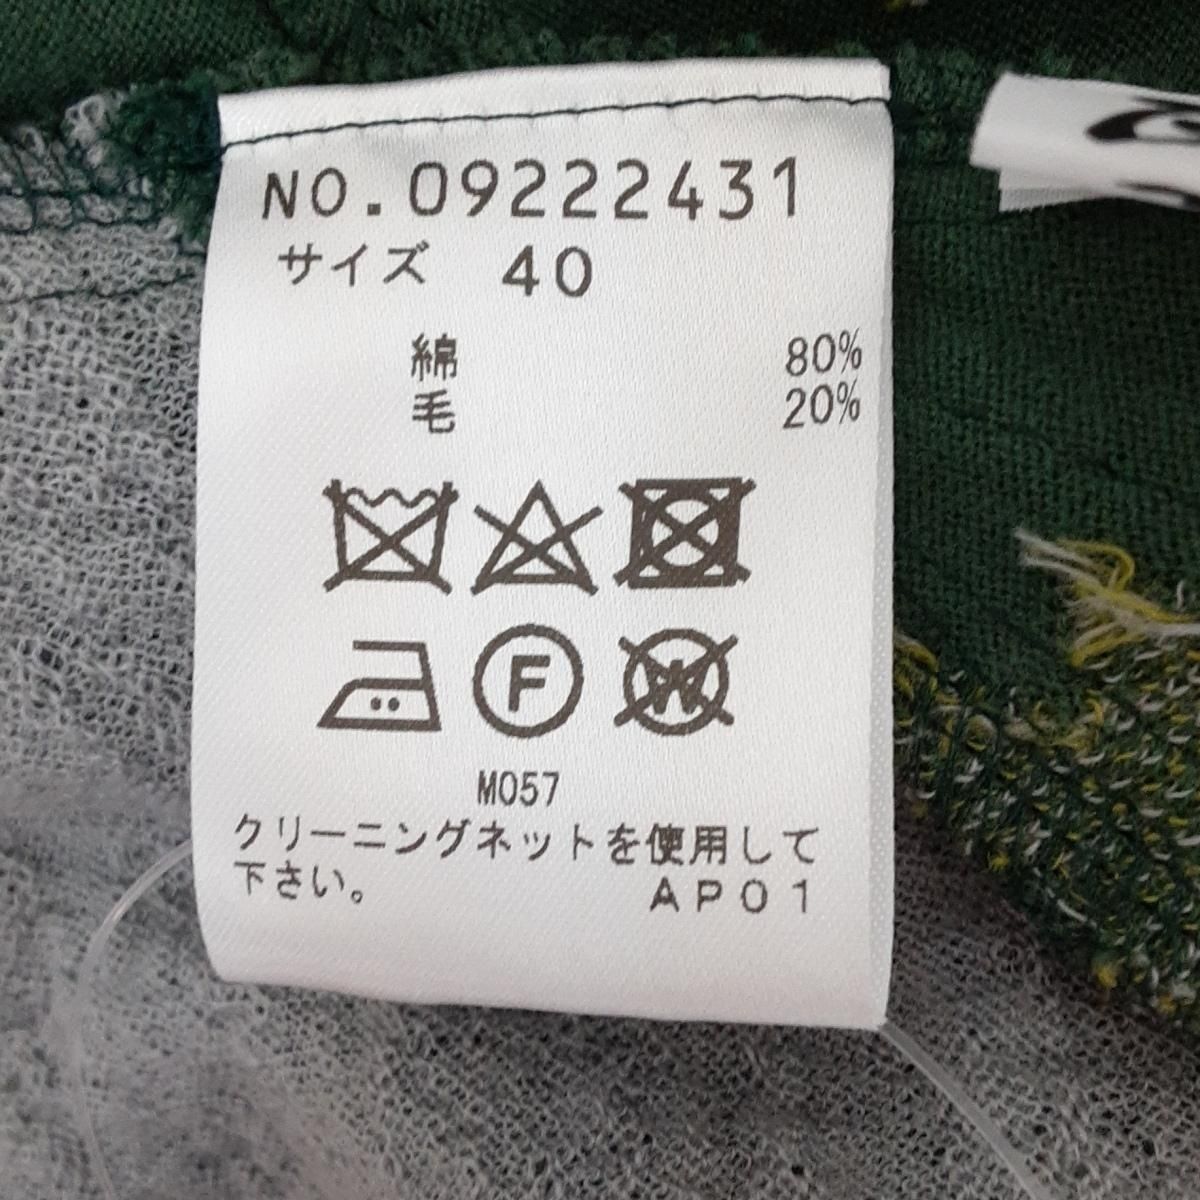 NO.09222431
サイズ 40
綿 80%
毛 20%
F
W
M057
クリーニングネットを使用して
下さい。 AP01